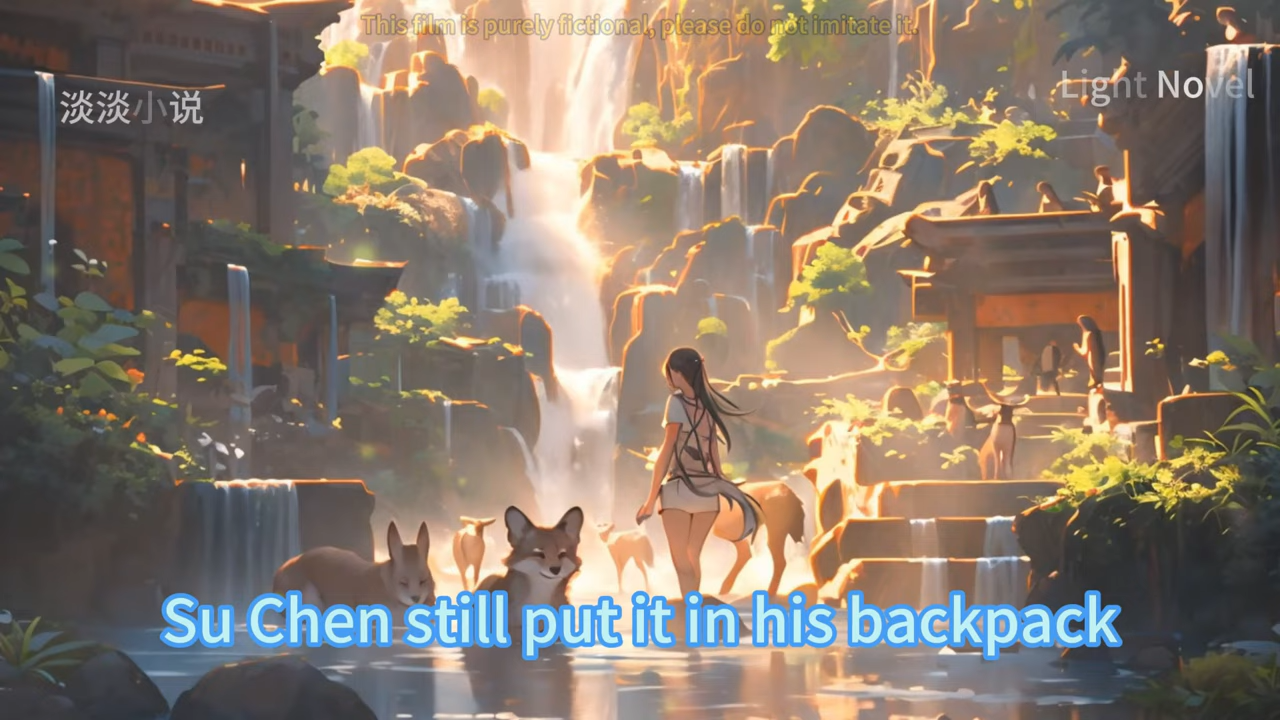 This film is purely fictional, please do not imitate it.
淡淡小说
Light Novel
Su Chen still put it in his backpack